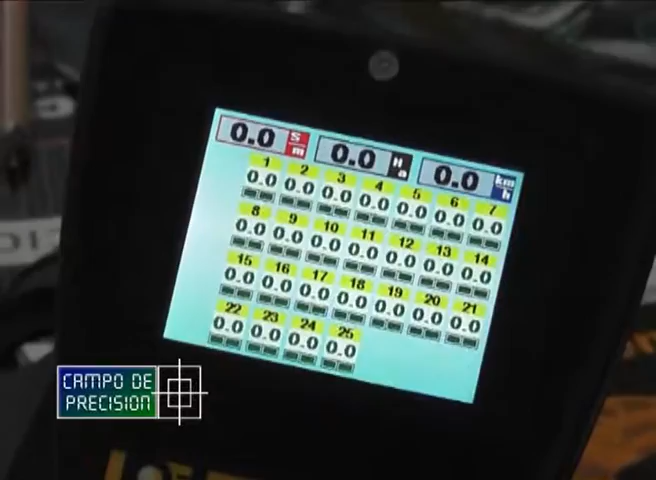 0.0 S/m 0.0 Ha 0.0 km/h
1 2 3 4 5 6 7
0.0 0.0 0.0 0.0 0.0 0.0 0.0
8 9 10 11 12 13 14
0.0 0.0 0.0 0.0 0.0 0.0 0.0
15 16 17 18 19 20 21
0.0 0.0 0.0 0.0 0.0 0.0 0.0
22 23 24 25
0.0 0.0 0.0 0.0
CAMPO DE
PRECISION